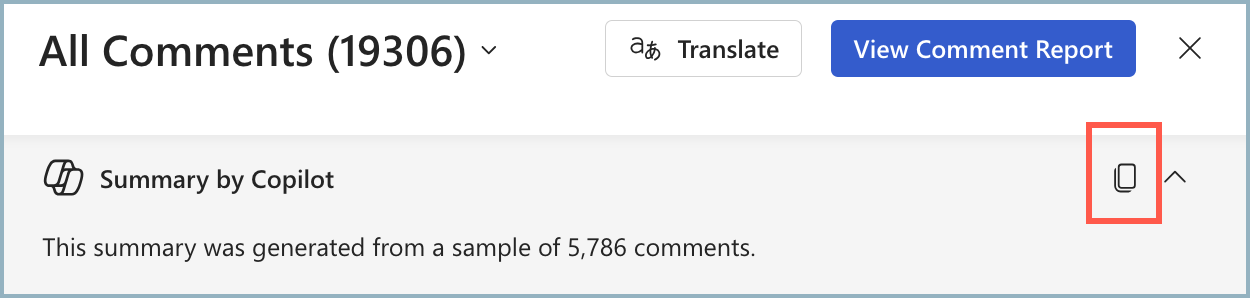 All Comments (19306)
aあ Translate
View Comment Report
Summary by Copilot
This summary was generated from a sample of 5,786 comments.